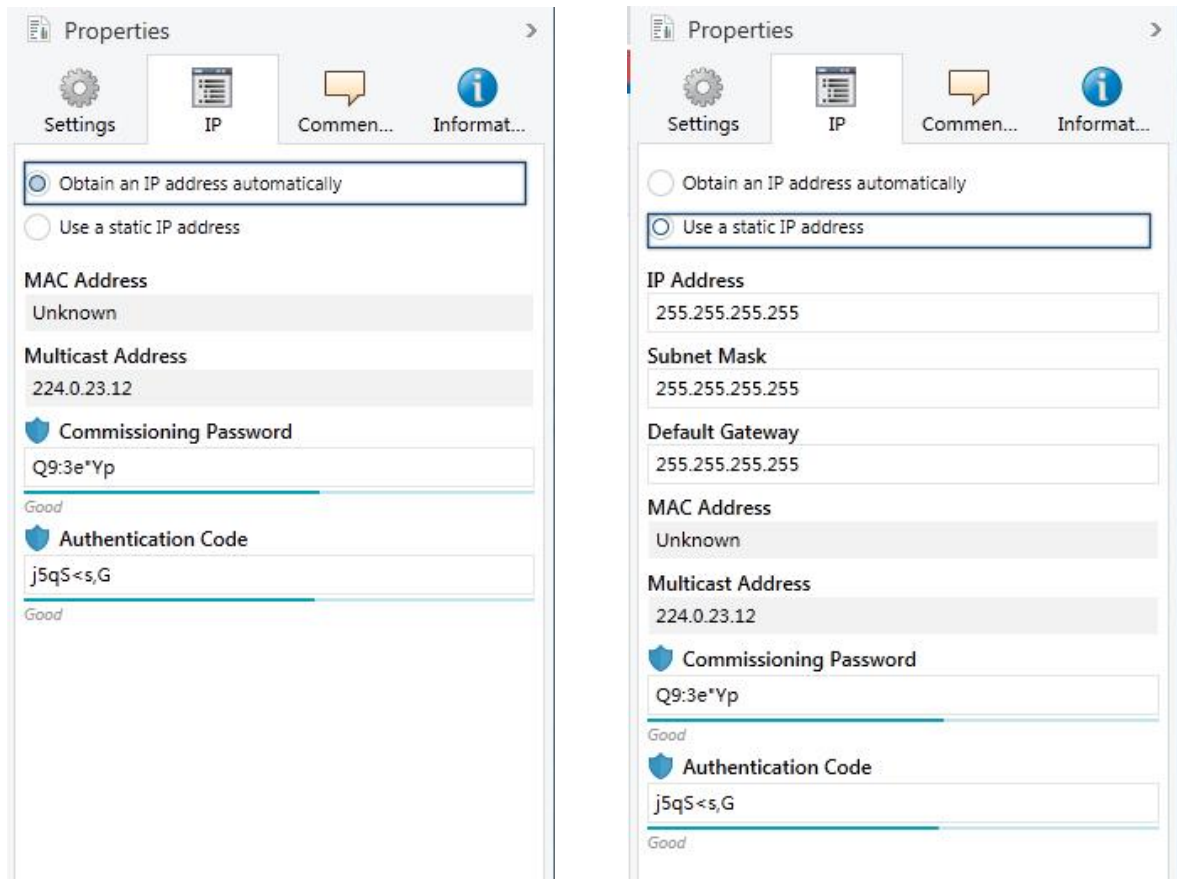 Properties
Settings
IP
Commen...
Informat...
Obtain an IP address automatically
Use a static IP address
MAC Address
Unknown
Multicast Address
224.0.23.12
Commissioning Password
Q9:3e"Yp
Good
Authentication Code
j5qS<s,G
Good
Properties
Settings
IP
Commen...
Informat...
Obtain an IP address automatically
Use a static IP address
IP Address
255.255.255.255
Subnet Mask
255.255.255.255
Default Gateway
255.255.255.255
MAC Address
Unknown
Multicast Address
224.0.23.12
Commissioning Password
Q9:3e"Yp
Good
Authentication Code
j5qS<s,G
Good